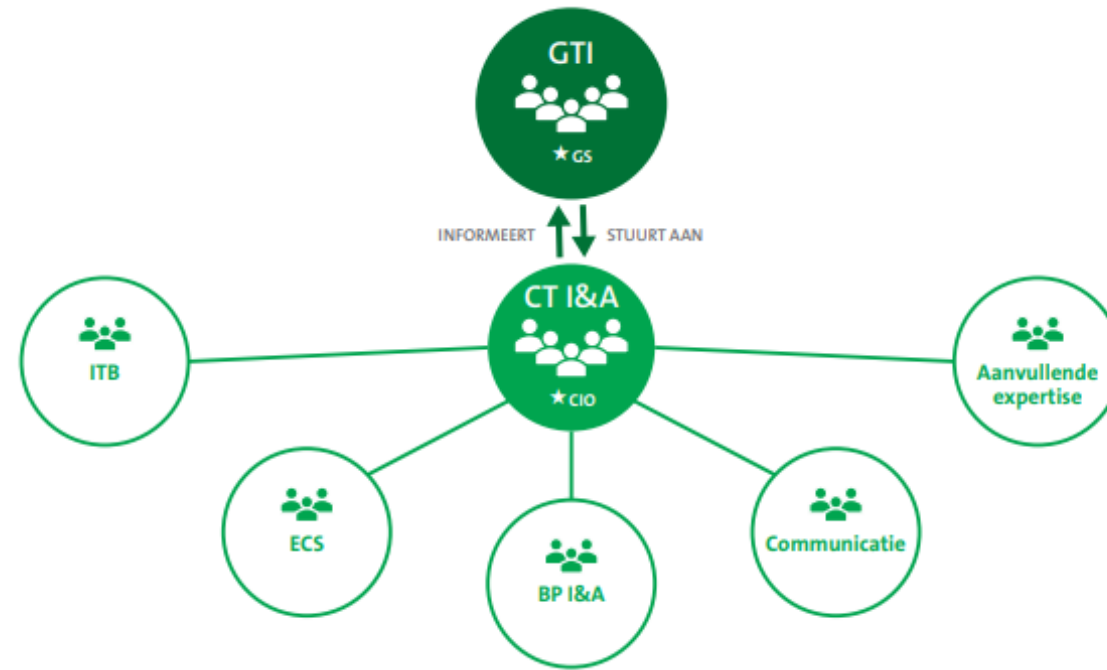 GTI
★ GS
INFORMEERT
STUURT AAN
CT I&A
★ CIO
ITB
Aanvullende
expertise
ECS
Communicatie
BP I&A